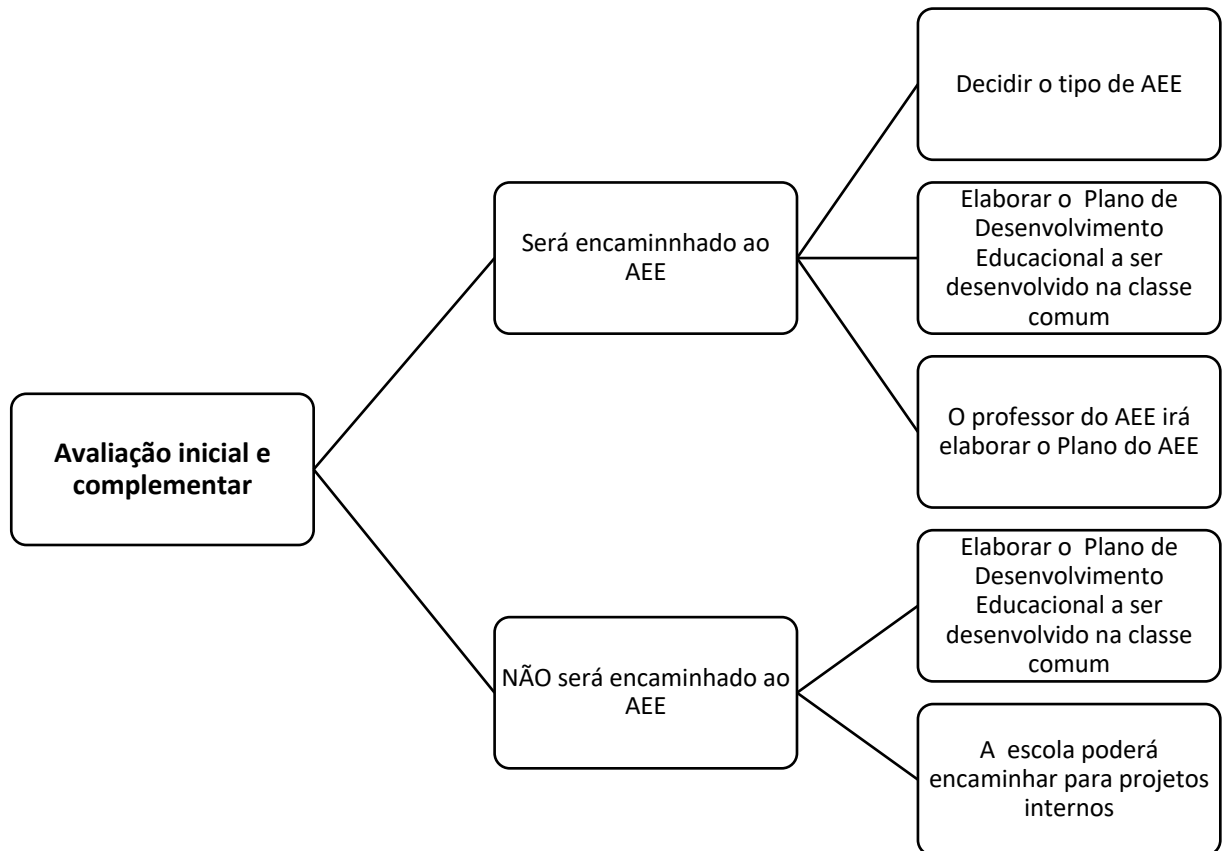 Avaliação inicial e
complementar
Será encaminnhado ao
AEE
Decidir o tipo de AEE
Elaborar o Plano de
Desenvolvimento
Educacional a ser
desenvolvido na classe
comum
O professor do AEE irá
elaborar o Plano do AEE
NÃO será encaminhado ao
AEE
Elaborar o Plano de
Desenvolvimento
Educacional a ser
desenvolvido na classe
comum
A escola poderá
encaminhar para projetos
internos